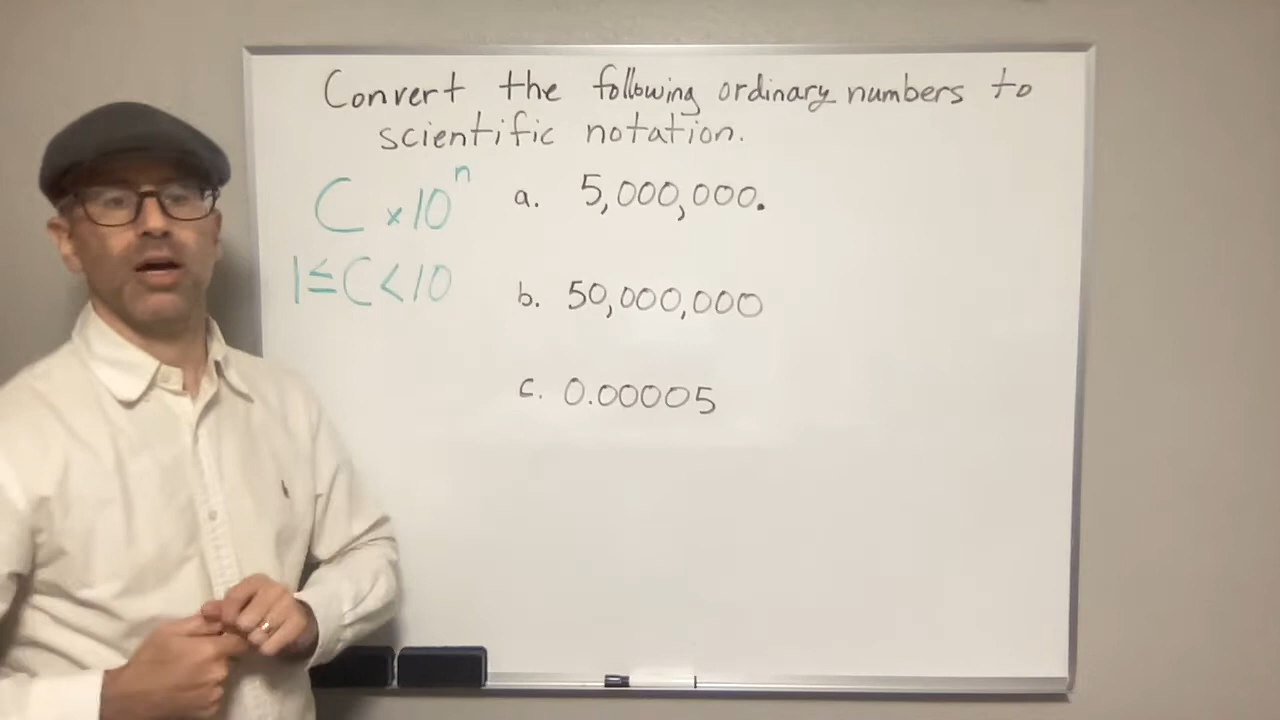 Convert the following ordinary numbers to
scientific notation.
C × 10ⁿ
1 ≤ C < 10
a. 5,000,000.
b. 50,000,000
c. 0.00005